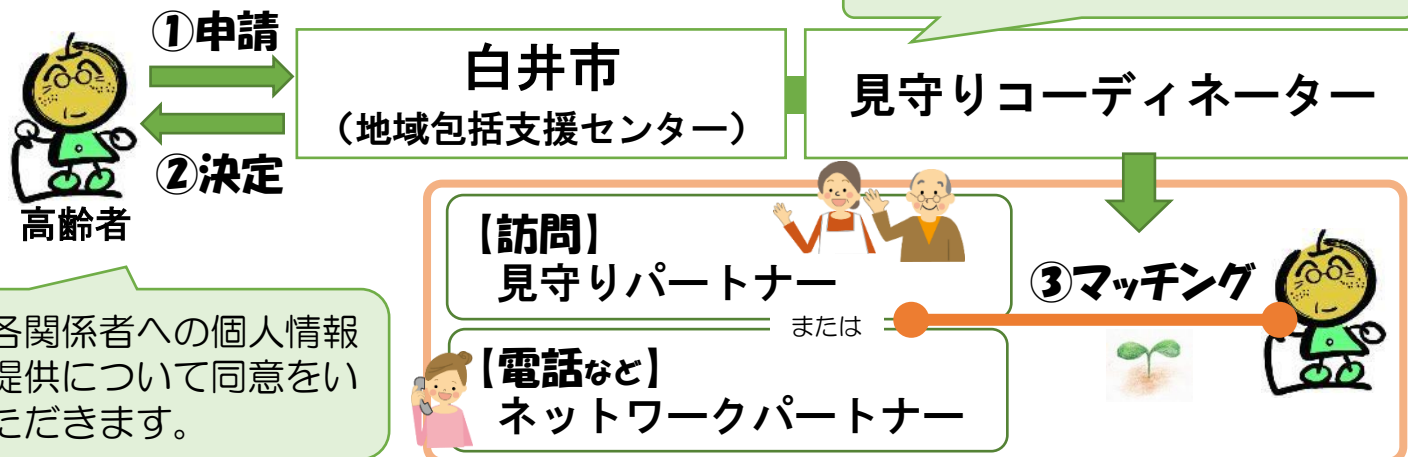 ①申請
白井市
（地域包括支援センター）
見守りコーディネーター
②決定
高齢者
【訪問】
見守りパートナー
または
【電話など】
ネットワークパートナー
③マッチング
各関係者への個人情報
提供について同意をい
ただきます。